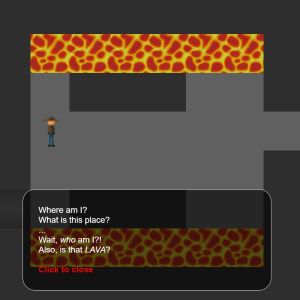 Where am I?
What is this place?
...
Wait, who am I?!
Also, is that LAVA?
Click to close